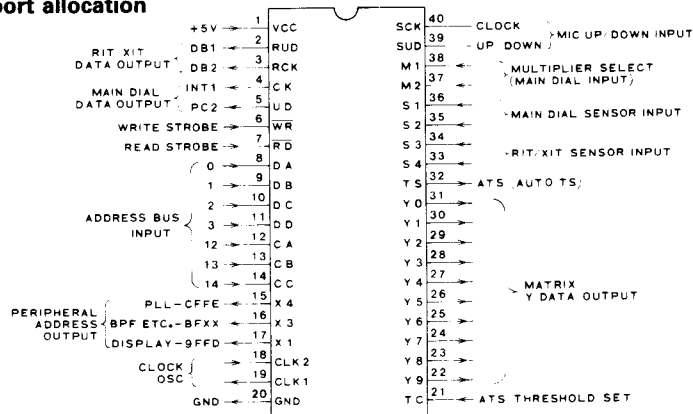 port allocation
+5V 1 VCC
RIT XIT DATA OUTPUT
DB1 2 RUD
DB2 3 RCK
MAIN DIAL DATA OUTPUT
INT1 4 CK
PC2 5 UD
WRITE STROBE 6 WR
READ STROBE 7 RD
ADDRESS BUS INPUT
0 8 DA
1 9 DB
2 10 DC
3 11 DD
12 12 CA
13 13 CB
14 14 CC
PERIPHERAL ADDRESS OUTPUT
PLL-CFFE 15 X4
BPF ETC.-BFXX 16 X3
DISPLAY-9FFD 17 X1
CLOCK OSC
18 CLK2
19 CLK1
GND 20 GND
SCK 40 CLOCK
SUD 39 UP DOWN
MIC UP/DOWN INPUT
M1 38
M2 37
MULTIPLIER SELECT
(MAIN DIAL INPUT)
S1 36
S2 35
MAIN DIAL SENSOR INPUT
S3 34
S4 33
RIT/XIT SENSOR INPUT
TS 32 ATS (AUTO TS)
Y0 31
Y1 30
Y2 29
Y3 28
Y4 27
Y5 26
Y6 25
Y7 24
Y8 23
Y9 22
MATRIX
Y DATA OUTPUT
TC 21 ATS THRESHOLD SET